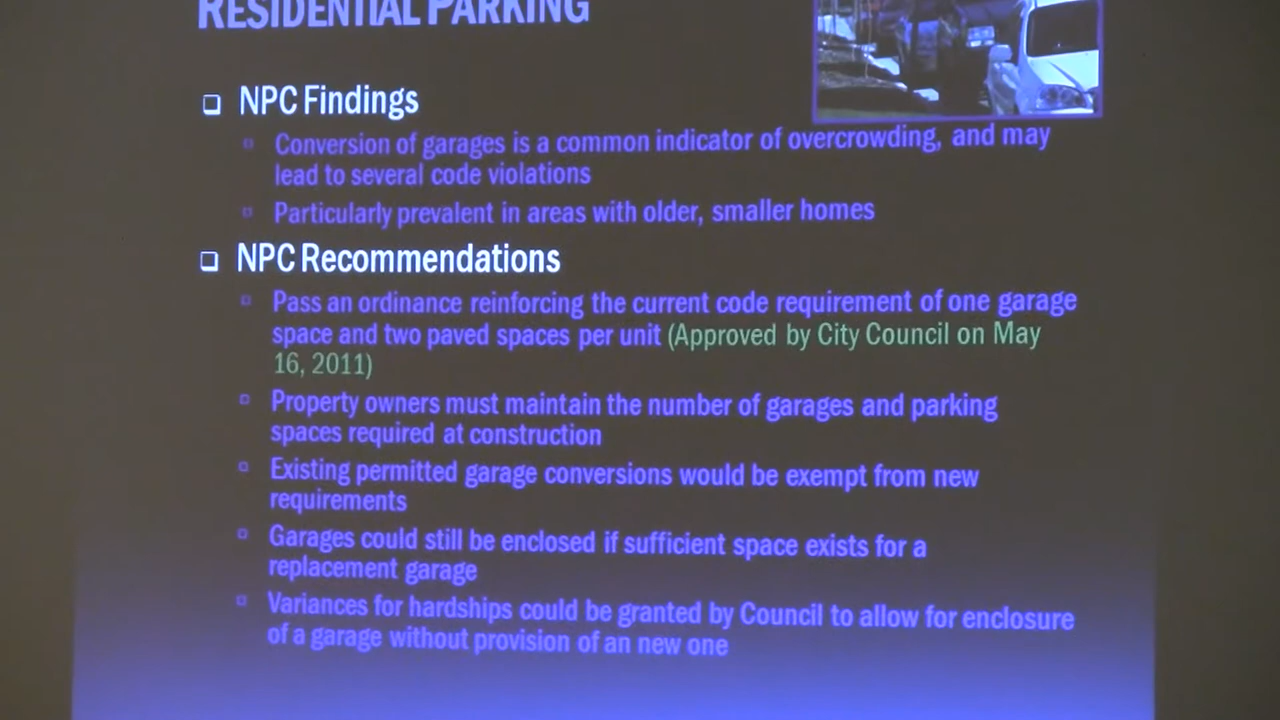 RESIDENTIAL PARKING
NPC Findings
Conversion of garages is a common indicator of overcrowding, and may
lead to several code violations
Particularly prevalent in areas with older, smaller homes
NPC Recommendations
Pass an ordinance reinforcing the current code requirement of one garage
space and two paved spaces per unit (Approved by City Council on May
16, 2011)
Property owners must maintain the number of garages and parking
spaces required at construction
Existing permitted garage conversions would be exempt from new
requirements
Garages could still be enclosed if sufficient space exists for a
replacement garage
Variances for hardships could be granted by Council to allow for enclosure
of a garage without provision of an new one